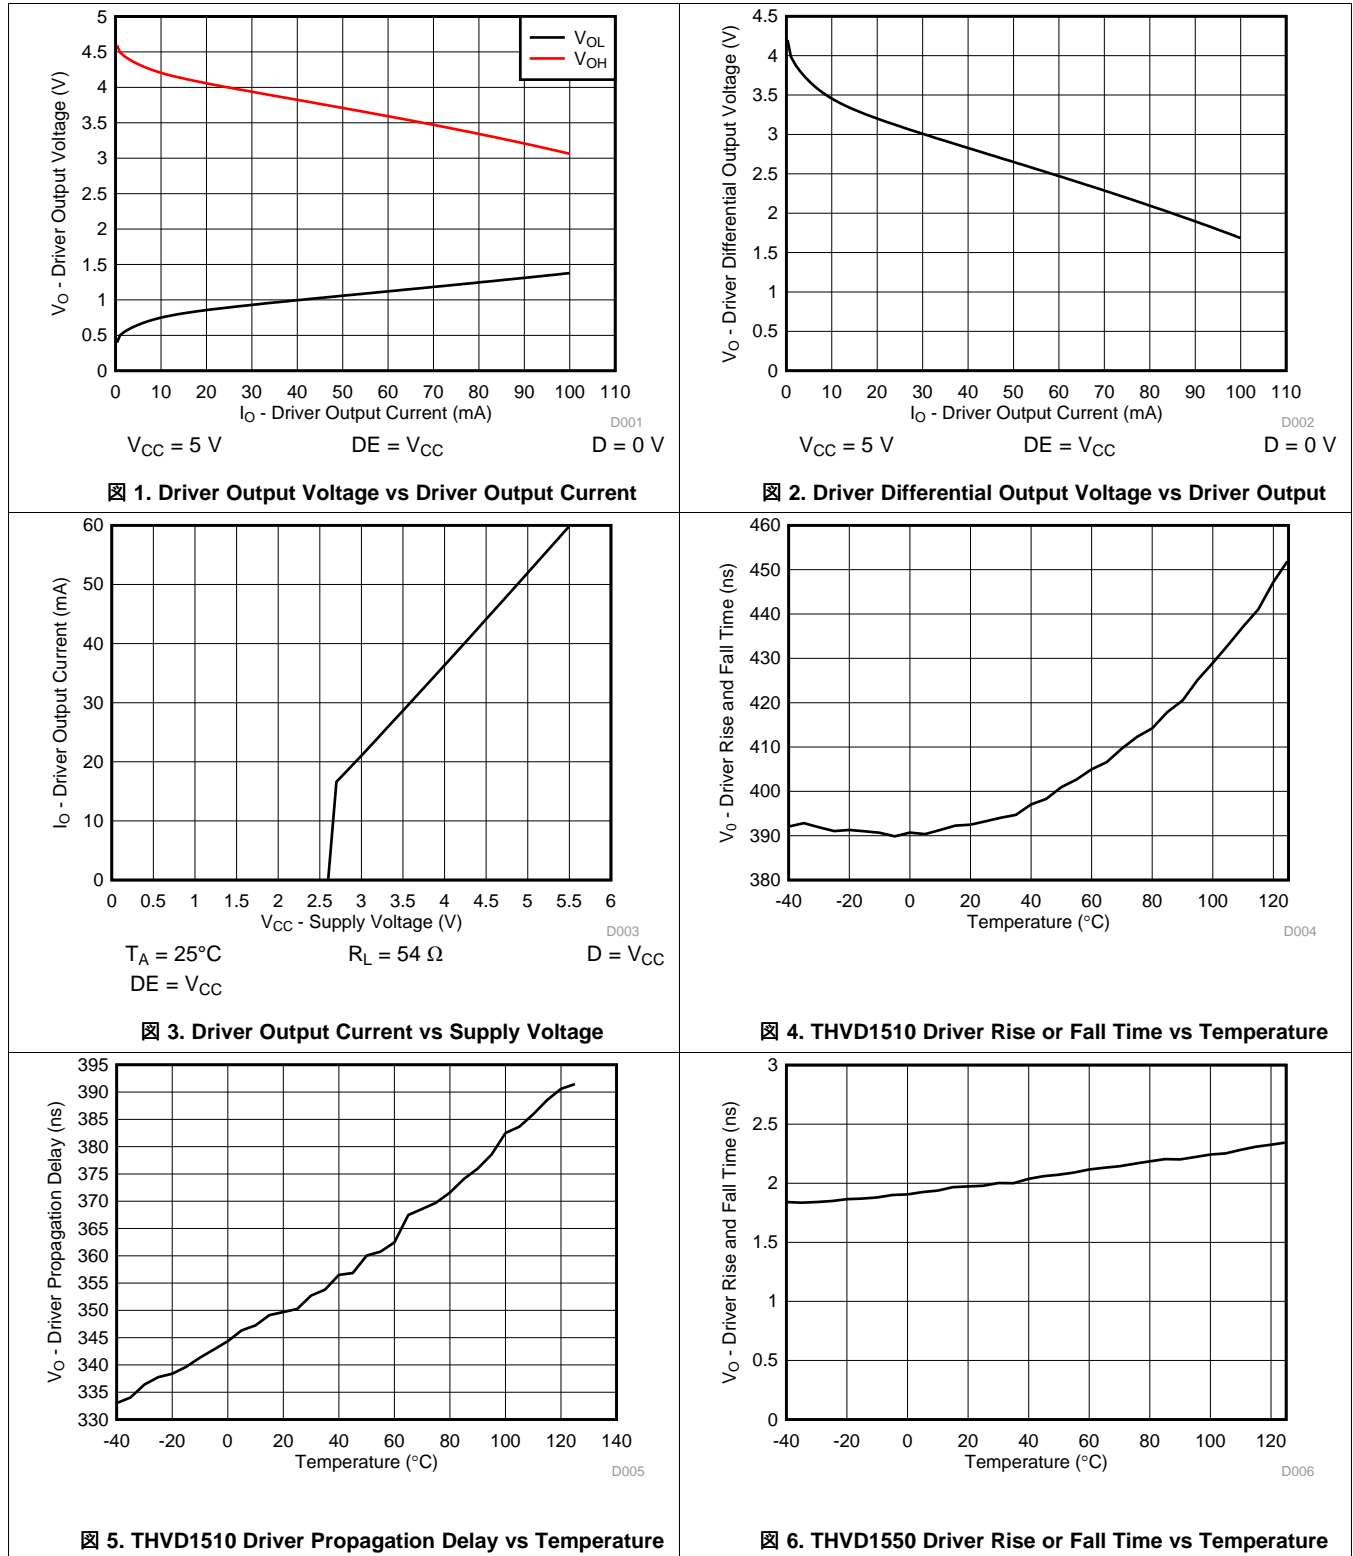 5
4.5
4
3.5
3
2.5
2
1.5
1
0.5
0
0 10 20 30 40 50 60 70 80 90 100 110
VO - Driver Output Voltage (V)
VOL
VOH
IO - Driver Output Current (mA)
D001
VCC = 5 V DE = VCC D = 0 V
図 1. Driver Output Voltage vs Driver Output Current
4.5
4
3.5
3
2.5
2
1.5
1
0.5
0
0 10 20 30 40 50 60 70 80 90 100 110
VO - Driver Differential Output Voltage (V)
IO - Driver Output Current (mA)
D002
VCC = 5 V DE = VCC D = 0 V
図 2. Driver Differential Output Voltage vs Driver Output
60
50
40
30
20
10
0
0 0.5 1 1.5 2 2.5 3 3.5 4 4.5 5 5.5 6
IO - Driver Output Current (mA)
VCC - Supply Voltage (V)
D003
TA = 25°C RL = 54 Ω D = VCC
DE = VCC
図 3. Driver Output Current vs Supply Voltage
460
450
440
430
420
410
400
390
380
-40 -20 0 20 40 60 80 100 120
V0 - Driver Rise and Fall Time (ns)
Temperature (°C)
D004
図 4. THVD1510 Driver Rise or Fall Time vs Temperature
395
390
385
380
375
370
365
360
355
350
345
340
335
330
-40 -20 0 20 40 60 80 100 120 140
VO - Driver Propagation Delay (ns)
Temperature (°C)
D005
図 5. THVD1510 Driver Propagation Delay vs Temperature
3
2.5
2
1.5
1
0.5
0
-40 -20 0 20 40 60 80 100 120
VO - Driver Rise and Fall Time (ns)
Temperature (°C)
D006
図 6. THVD1550 Driver Rise or Fall Time vs Temperature